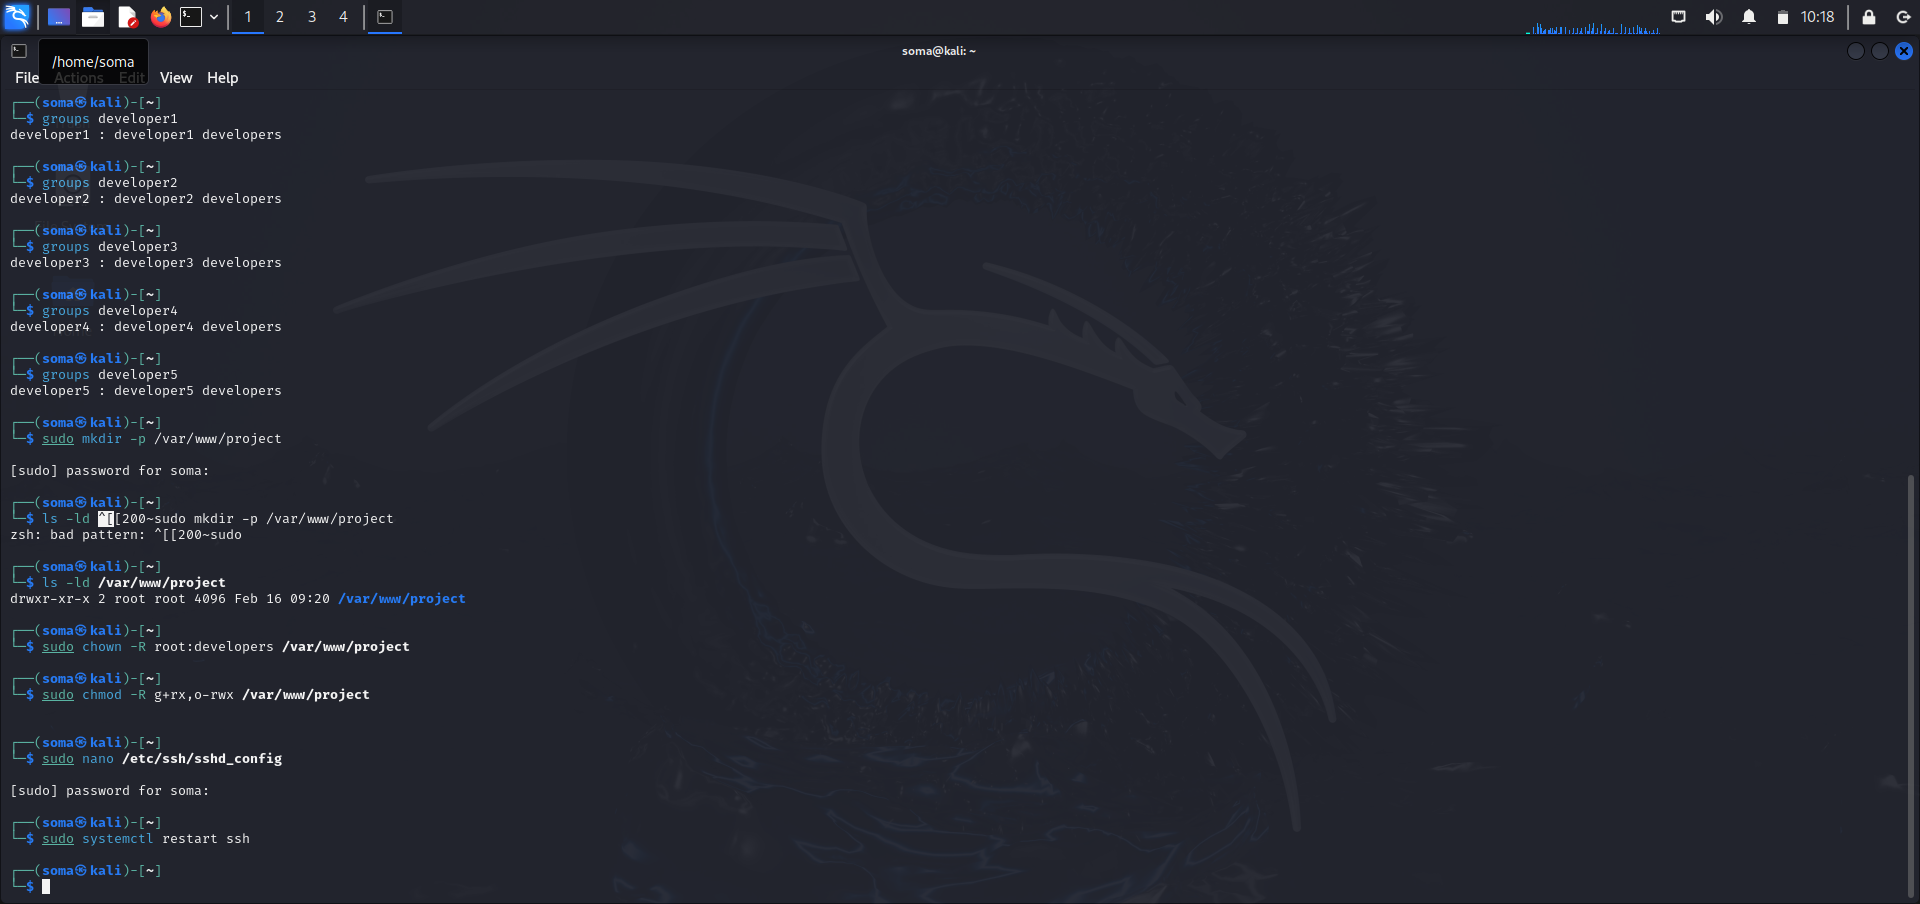 1 2 3 4
10:18
soma@kali: ~
/home/soma
File Actions Edit View Help
┌──(soma㉿kali)-[~]
└─$ groups developer1
developer1 : developer1 developers
┌──(soma㉿kali)-[~]
└─$ groups developer2
developer2 : developer2 developers
┌──(soma㉿kali)-[~]
└─$ groups developer3
developer3 : developer3 developers
┌──(soma㉿kali)-[~]
└─$ groups developer4
developer4 : developer4 developers
┌──(soma㉿kali)-[~]
└─$ groups developer5
developer5 : developer5 developers
┌──(soma㉿kali)-[~]
└─$ sudo mkdir -p /var/www/project
[sudo] password for soma:
┌──(soma㉿kali)-[~]
└─$ ls -ld ^[[200~sudo mkdir -p /var/www/project
zsh: bad pattern: ^[[200~sudo
┌──(soma㉿kali)-[~]
└─$ ls -ld /var/www/project
drwxr-xr-x 2 root root 4096 Feb 16 09:20 /var/www/project
┌──(soma㉿kali)-[~]
└─$ sudo chown -R root:developers /var/www/project
┌──(soma㉿kali)-[~]
└─$ sudo chmod -R g+rx,o-rwx /var/www/project
┌──(soma㉿kali)-[~]
└─$ sudo nano /etc/ssh/sshd_config
[sudo] password for soma:
┌──(soma㉿kali)-[~]
└─$ sudo systemctl restart ssh
┌──(soma㉿kali)-[~]
└─$